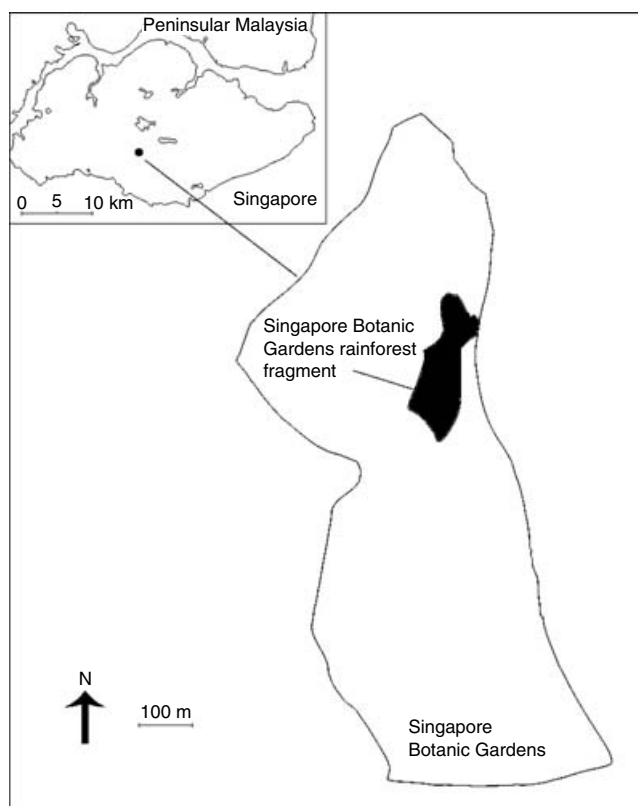 Peninsular Malaysia
0 5 10 km
Singapore
Singapore Botanic
Gardens rainforest
fragment
N
100 m
Singapore
Botanic Gardens